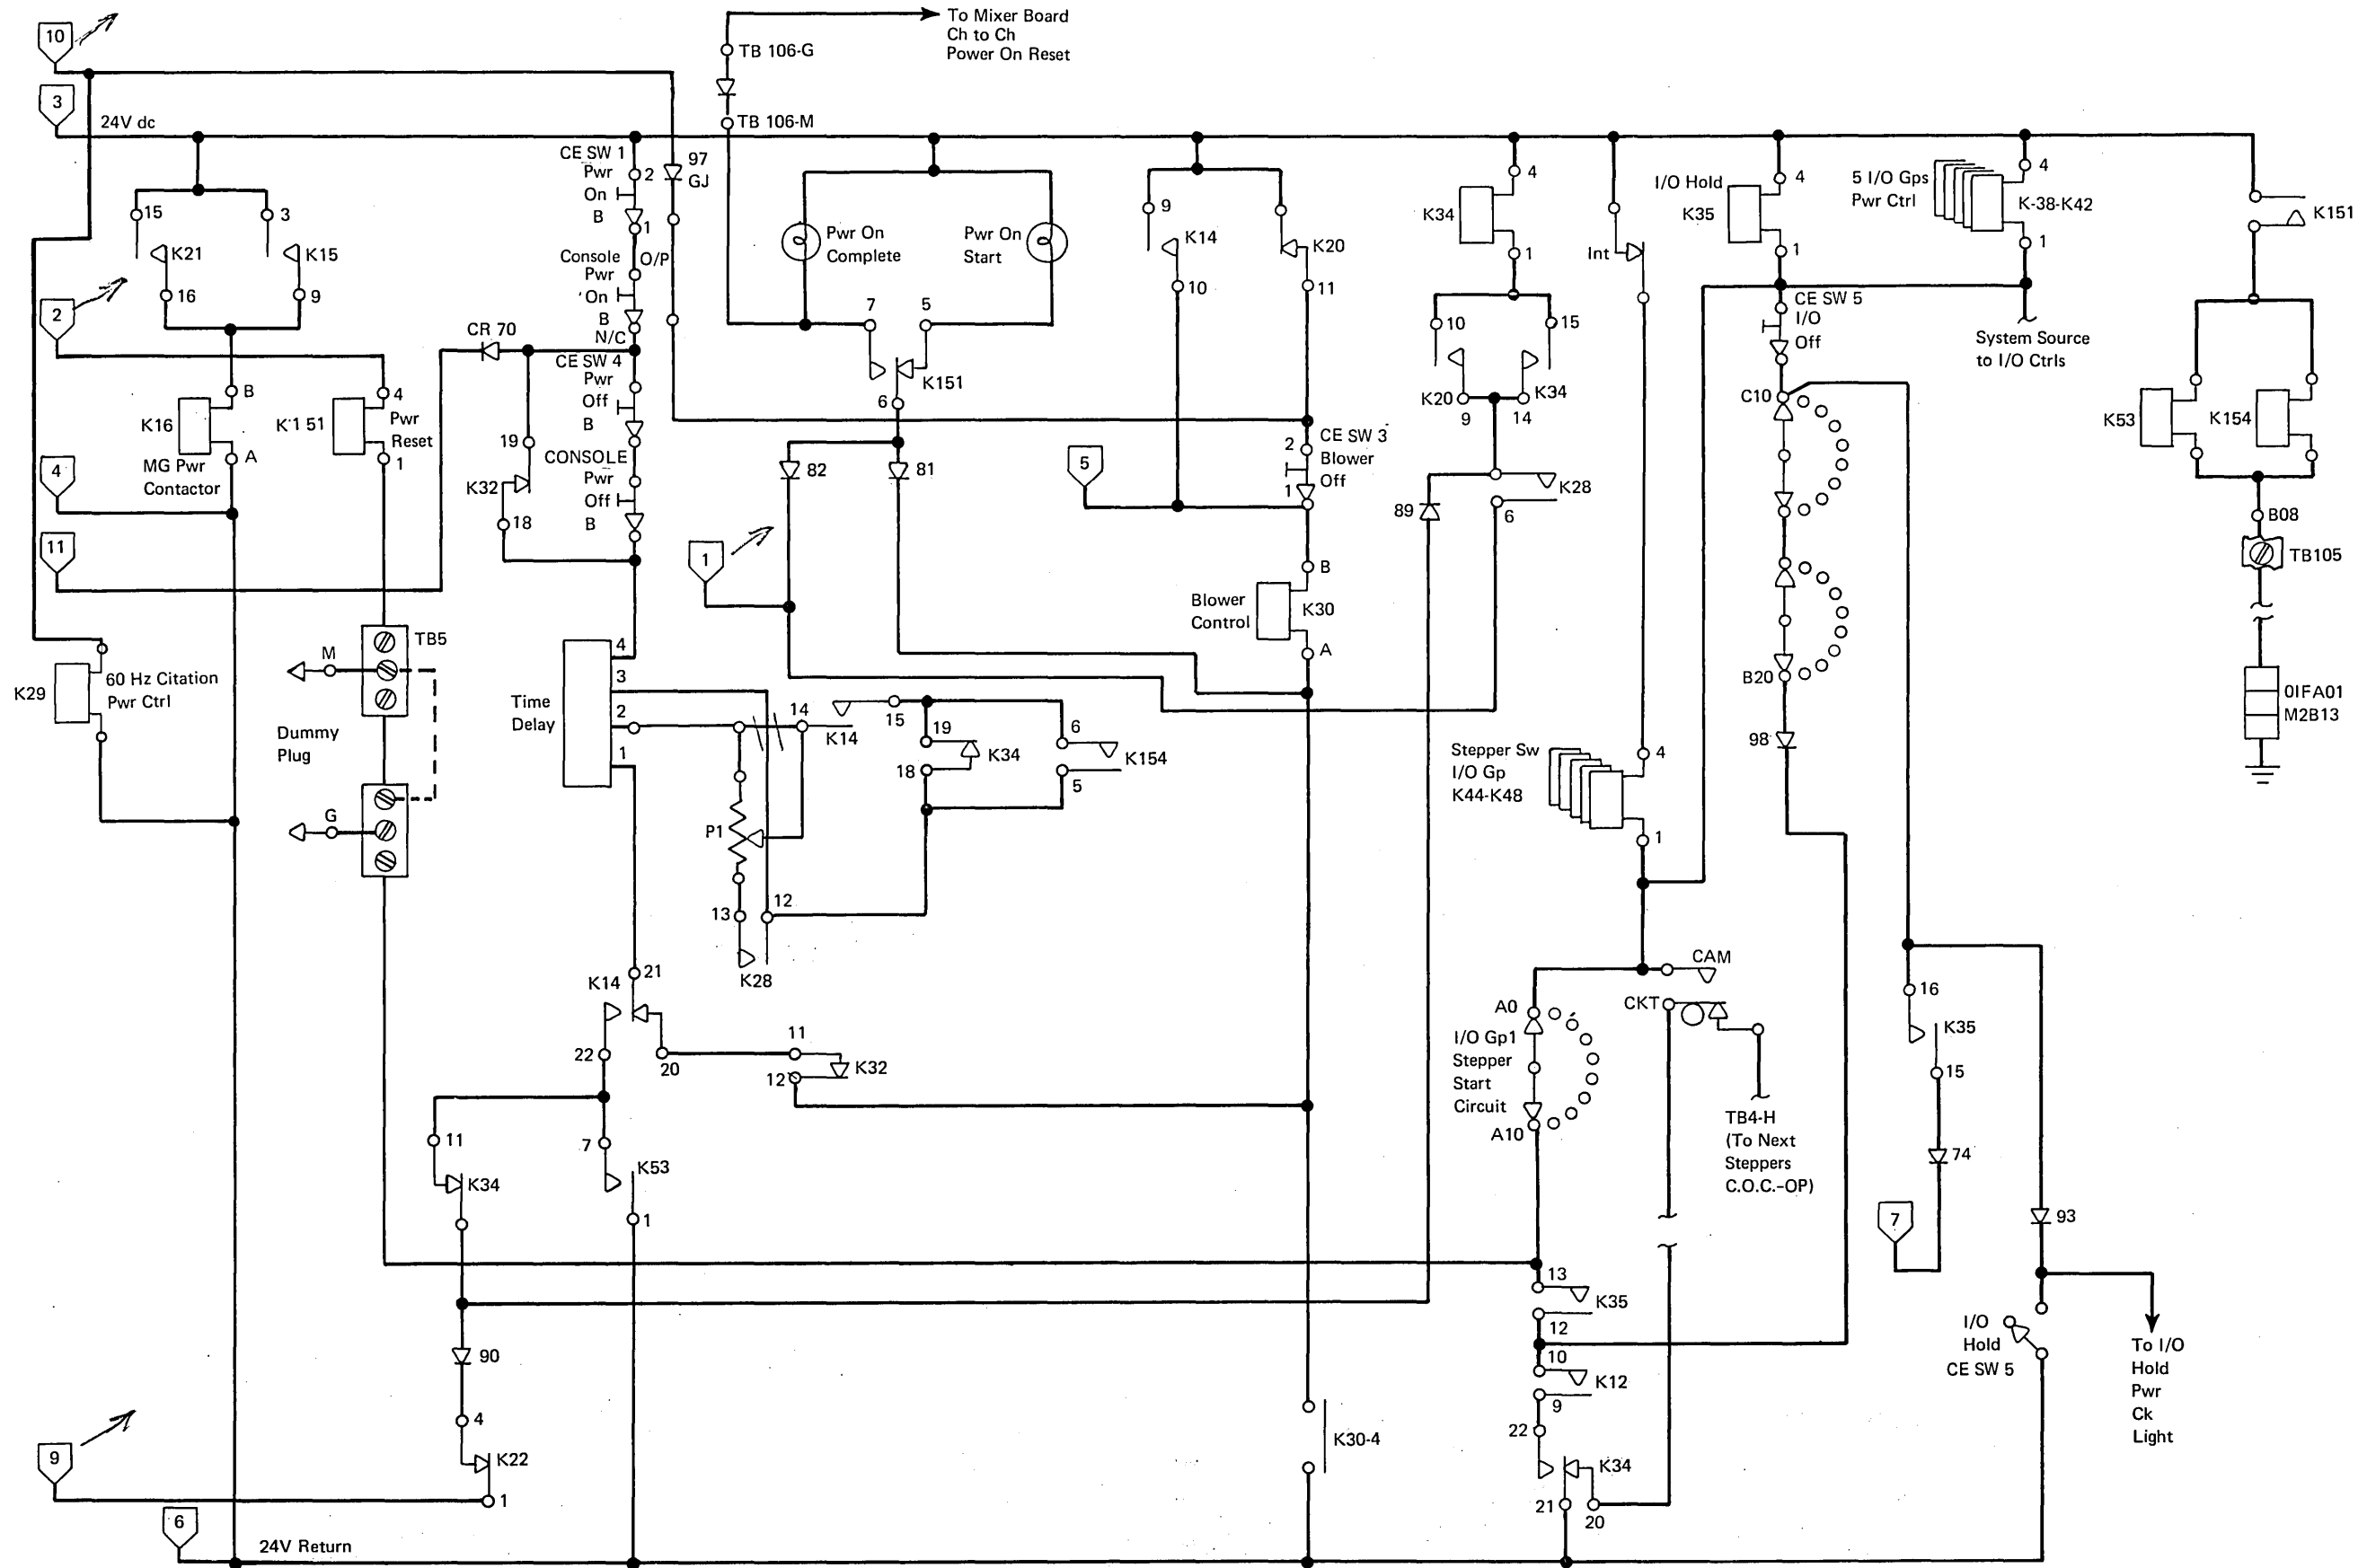 10
To Mixer Board
Ch to Ch
Power On Reset
TB 106-G
3
24V dc
TB 106-M
CE SW 1
Pwr
On
B
2
1
97
GJ
15
K21
16
3
K15
9
Console
Pwr
On
B
O/P
N/C
Pwr On
Complete
Pwr On
Start
7
5
K151
6
9
K14
10
K20
11
4
K34
1
10
15
K20
9
K34
14
Int
I/O Hold
K35
4
1
5 I/O Gps
Pwr Ctrl
4
K-38-K42
1
K151
CE SW 5
I/O
Off
System Source
to I/O Ctrls
2
CR 70
CE SW 4
Pwr
Off
B
CONSOLE
Pwr
Off
B
B
K16
A
MG Pwr
Contactor
K151
4
Pwr
Reset
1
19
K32
18
4
11
82
81
1
5
2
CE SW 3
Blower
Off
1
89
K28
6
C10
B20
98
K53
K154
B08
TB105
0IFA01
M2B13
Blower
Control
B
K30
A
K29
60 Hz Citation
Pwr Ctrl
M
TB5
Dummy
Plug
G
Time
Delay
4
3
2
1
14
K14
15
19
K34
18
6
K154
5
P1
13
12
K28
Stepper Sw
I/O Gp
K44-K48
4
1
K14
21
22
20
11
12
K32
CAM
CKT
A0
I/O Gp1
Stepper
Start
Circuit
A10
TB4-H
(To Next
Steppers
C.O.C.-OP)
16
K35
15
74
7
93
11
K34
7
K53
1
13
K35
12
10
K12
9
22
K34
21
20
90
4
K22
1
9
K30-4
I/O
Hold
CE SW 5
To I/O
Hold
Pwr
Ck
Light
6
24V Return